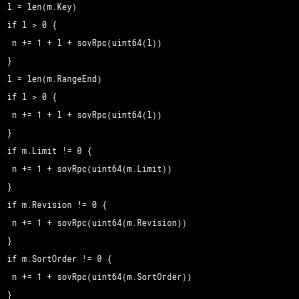 l = len(m.Key)
if l > 0 {
n += 1 + l + sovRpc(uint64(l))
}
l = len(m.RangeEnd)
if l > 0 {
n += 1 + l + sovRpc(uint64(l))
}
if m.Limit != 0 {
n += 1 + sovRpc(uint64(m.Limit))
}
if m.Revision != 0 {
n += 1 + sovRpc(uint64(m.Revision))
}
if m.SortOrder != 0 {
n += 1 + sovRpc(uint64(m.SortOrder))
}